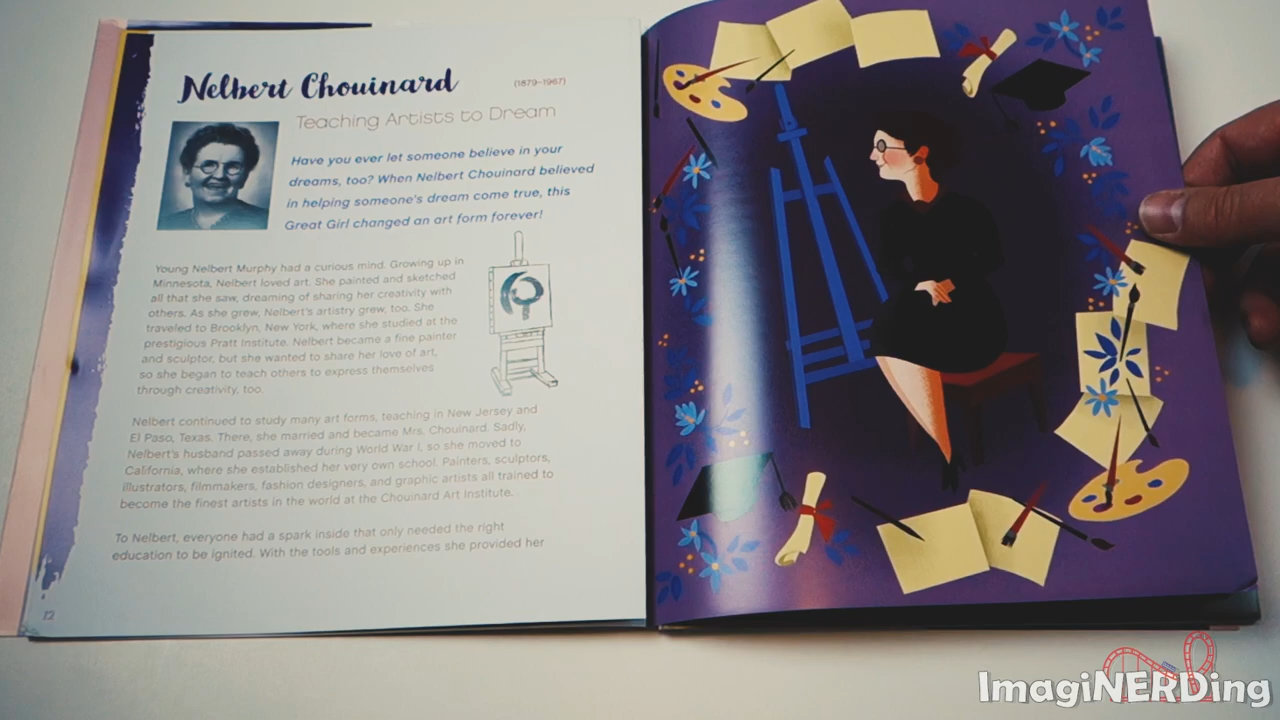 Nelbert Chouinard
(1879–1967)
Teaching Artists to Dream
Have you ever let someone believe in your
dreams, too? When Nelbert Chouinard believed
in helping someone's dream come true, this
Great Girl changed an art form forever!
Young Nelbert Murphy had a curious mind. Growing up in
Minnesota, Nelbert loved art. She painted and sketched
all that she saw, dreaming of sharing her creativity with
others. As she grew, Nelbert's artistry grew, too. She
traveled to Brooklyn, New York, where she studied at the
prestigious Pratt Institute. Nelbert became a fine painter
and sculptor, but she wanted to share her love of art,
so she began to teach others to express themselves
through creativity, too.
Nelbert continued to study many art forms, teaching in New Jersey and
El Paso, Texas. There, she married and became Mrs. Chouinard. Sadly,
Nelbert's husband passed away during World War I, so she moved to
California, where she established her very own school. Painters, sculptors,
illustrators, filmmakers, fashion designers, and graphic artists all trained to
become the finest artists in the world at the Chouinard Art Institute.
To Nelbert, everyone had a spark inside that only needed the right
education to be ignited. With the tools and experiences she provided her
12
ImagiNERDing